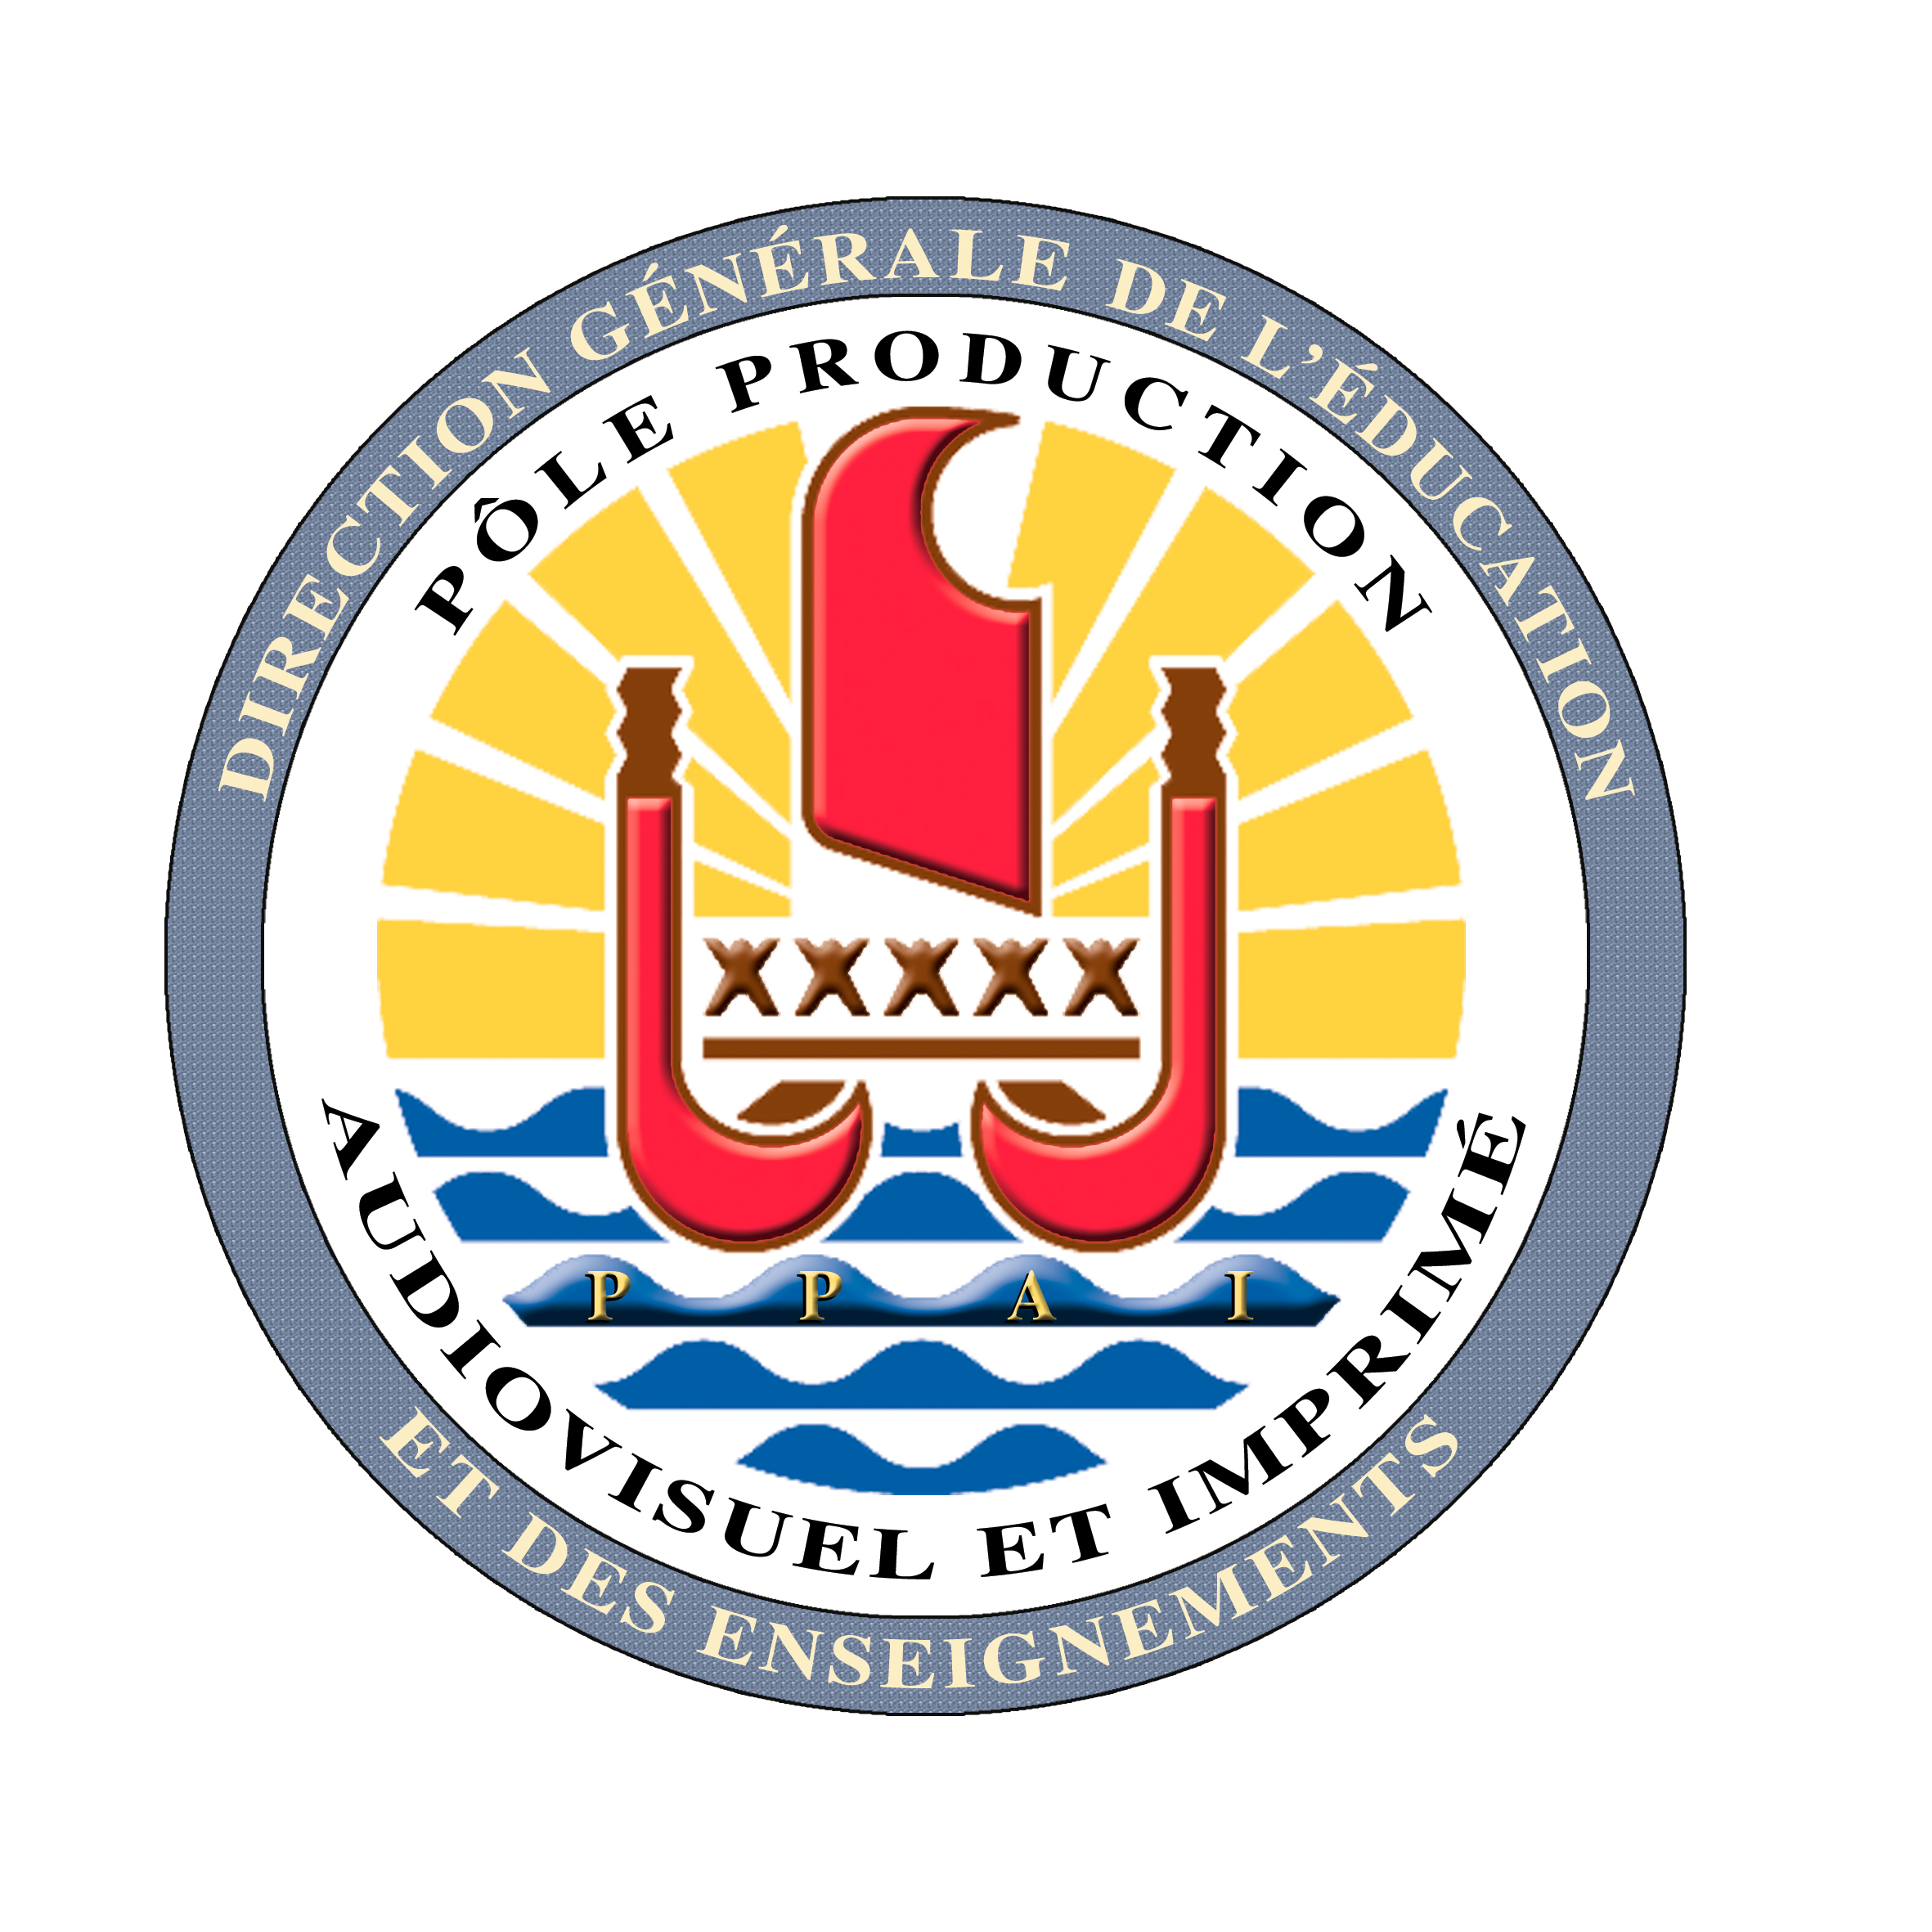 DIRECTION GÉNÉRALE DE L'ÉDUCATION
ET DES ENSEIGNEMENTS
PÔLE PRODUCTION
AUDIOVISUEL ET IMPRIMÉ
P P A I